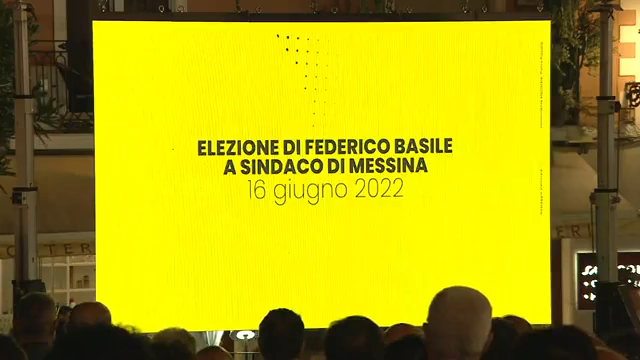 ELEZIONE DI FEDERICO BASILE
A SINDACO DI MESSINA
16 giugno 2022